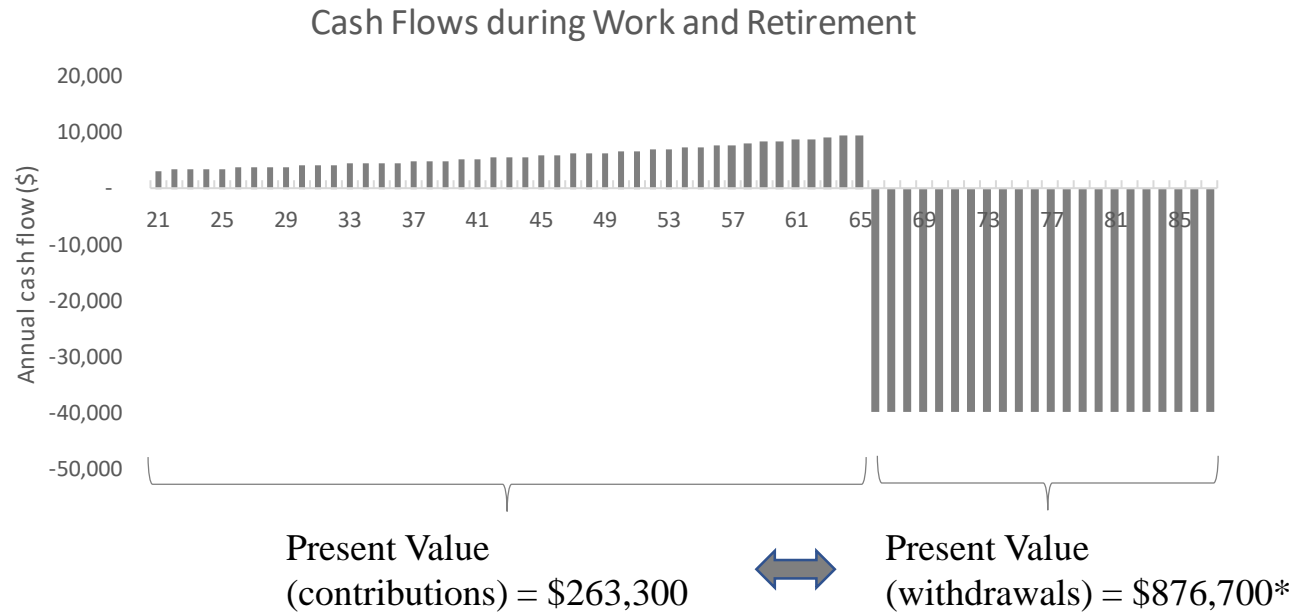 Cash Flows during Work and Retirement
20,000
10,000
-
-10,000
-20,000
-30,000
-40,000
-50,000
Annual cash flow ($)
21 25 29 33 37 41 45 49 53 57 61 65 69 73 77 81 85
Present Value
(contributions) = $263,300
Present Value
(withdrawals) = $876,700*